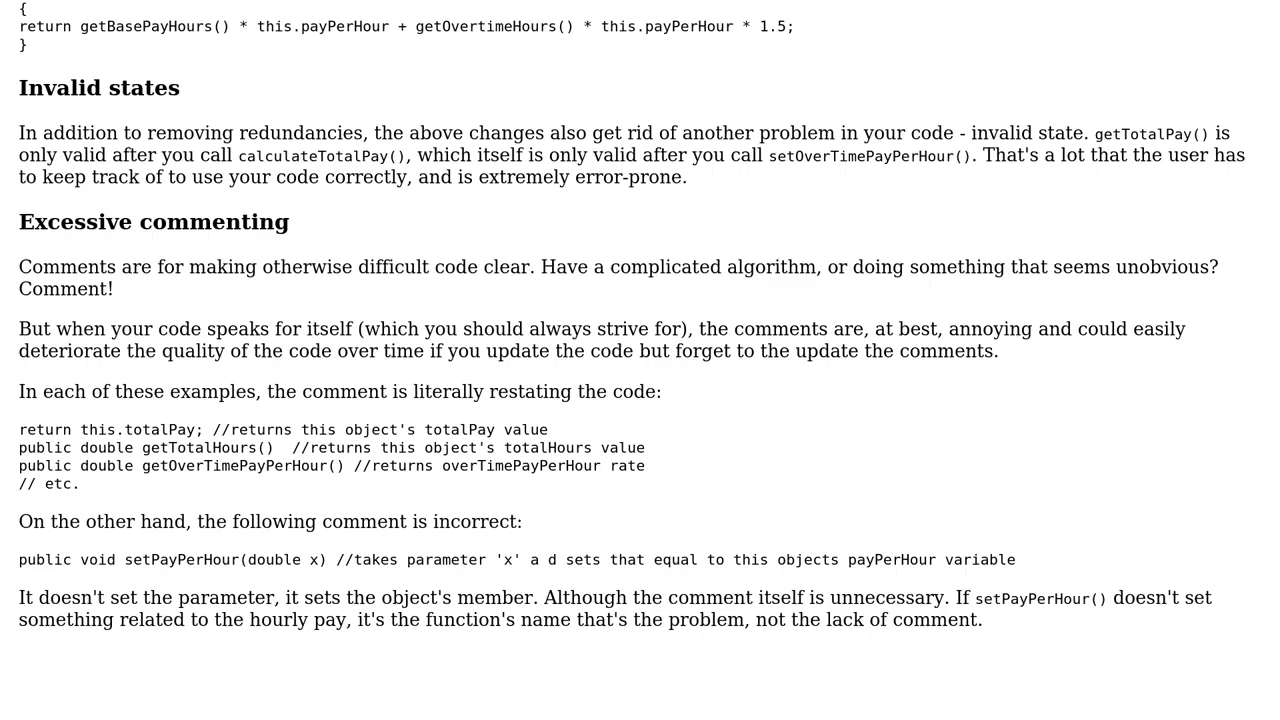 {
return getBasePayHours() * this.payPerHour + getOvertimeHours() * this.payPerHour * 1.5;
}
Invalid states
In addition to removing redundancies, the above changes also get rid of another problem in your code - invalid state. getTotalPay() is
only valid after you call calculateTotalPay(), which itself is only valid after you call setOverTimePayPerHour(). That's a lot that the user has
to keep track of to use your code correctly, and is extremely error-prone.
Excessive commenting
Comments are for making otherwise difficult code clear. Have a complicated algorithm, or doing something that seems unobvious?
Comment!
But when your code speaks for itself (which you should always strive for), the comments are, at best, annoying and could easily
deteriorate the quality of the code over time if you update the code but forget to the update the comments.
In each of these examples, the comment is literally restating the code:
return this.totalPay; //returns this object's totalPay value
public double getTotalHours()  //returns this object's totalHours value
public double getOverTimePayPerHour() //returns overTimePayPerHour rate
// etc.
On the other hand, the following comment is incorrect:
public void setPayPerHour(double x) //takes parameter 'x' a d sets that equal to this objects payPerHour variable
It doesn't set the parameter, it sets the object's member. Although the comment itself is unnecessary. If setPayPerHour() doesn't set
something related to the hourly pay, it's the function's name that's the problem, not the lack of comment.